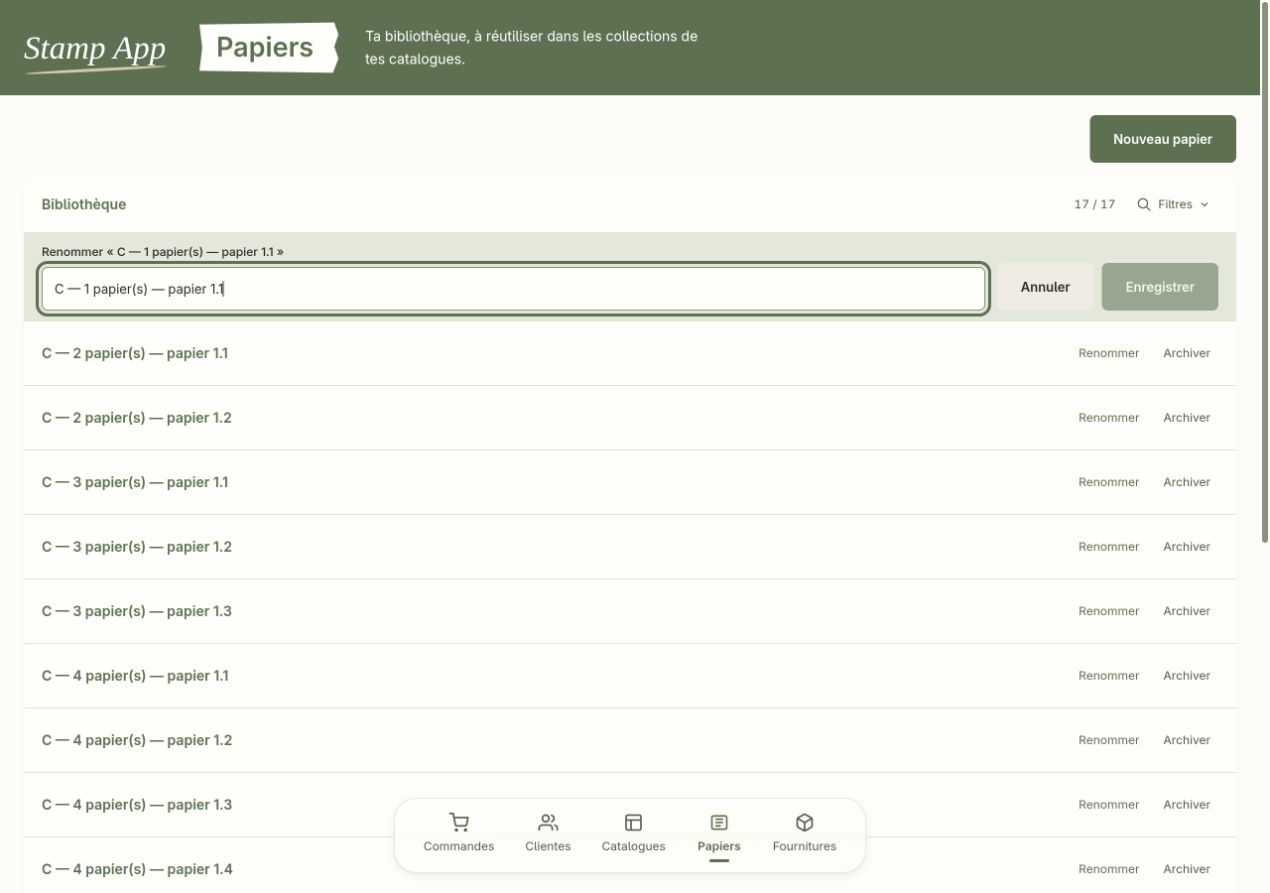 Stamp App
Papiers
Ta bibliothèque, à réutiliser dans les collections de
tes catalogues.
Nouveau papier
Bibliothèque
17 / 17
Filtres
Renommer « C — 1 papier(s) — papier 1.1 »
C — 1 papier(s) — papier 1.1
Annuler
Enregistrer
C — 2 papier(s) — papier 1.1
Renommer
Archiver
C — 2 papier(s) — papier 1.2
Renommer
Archiver
C — 3 papier(s) — papier 1.1
Renommer
Archiver
C — 3 papier(s) — papier 1.2
Renommer
Archiver
C — 3 papier(s) — papier 1.3
Renommer
Archiver
C — 4 papier(s) — papier 1.1
Renommer
Archiver
C — 4 papier(s) — papier 1.2
Renommer
Archiver
C — 4 papier(s) — papier 1.3
Renommer
Archiver
C — 4 papier(s) — papier 1.4
Renommer
Archiver
Commandes
Clientes
Catalogues
Papiers
Fournitures